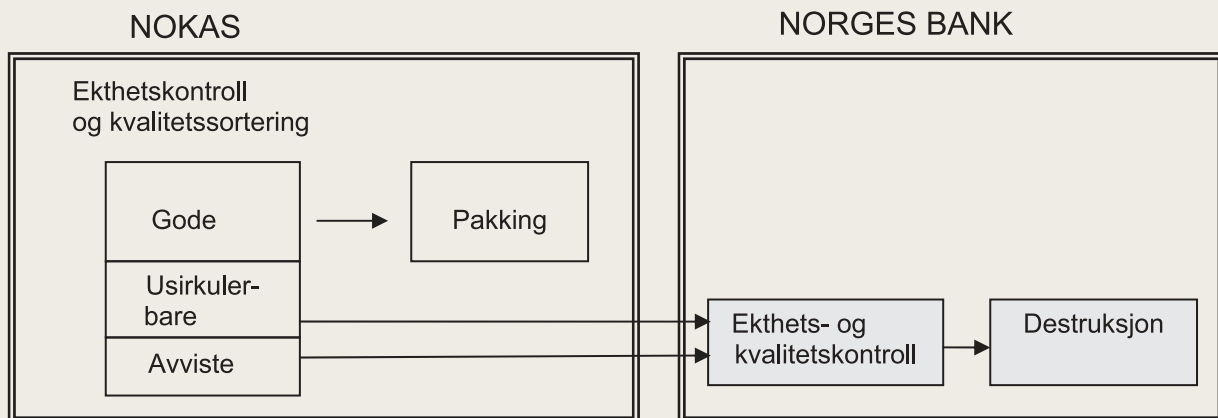 NOKAS
Ekthetskontroll
og kvalitetssortering
Gode
Pakking
Usirkuler-
bare
Avviste
NORGES BANK
Ekthets- og
kvalitetskontroll
Destruksjon